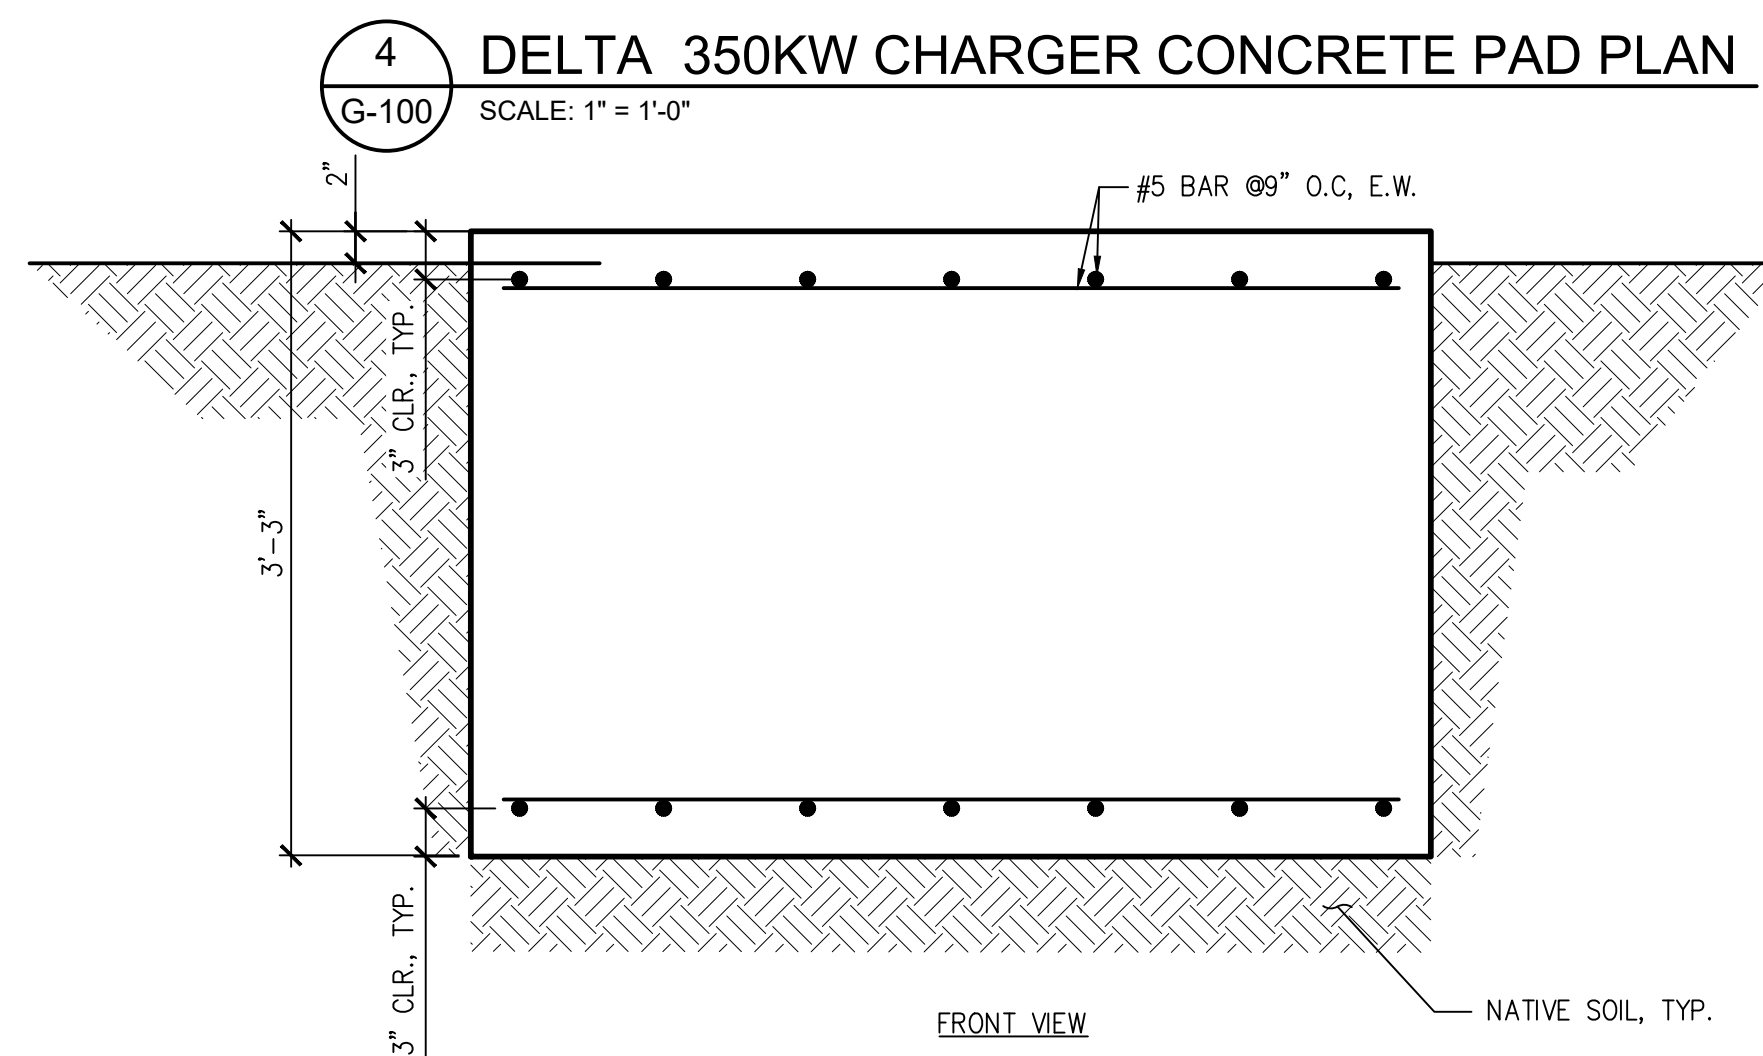 4
DELTA  350KW CHARGER CONCRETE PAD PLAN
G-100
SCALE: 1" = 1'-0"
2"
#5 BAR @9" O.C, E.W.
3" CLR., TYP.
3'-3"
3" CLR., TYP.
NATIVE SOIL, TYP.
FRONT VIEW